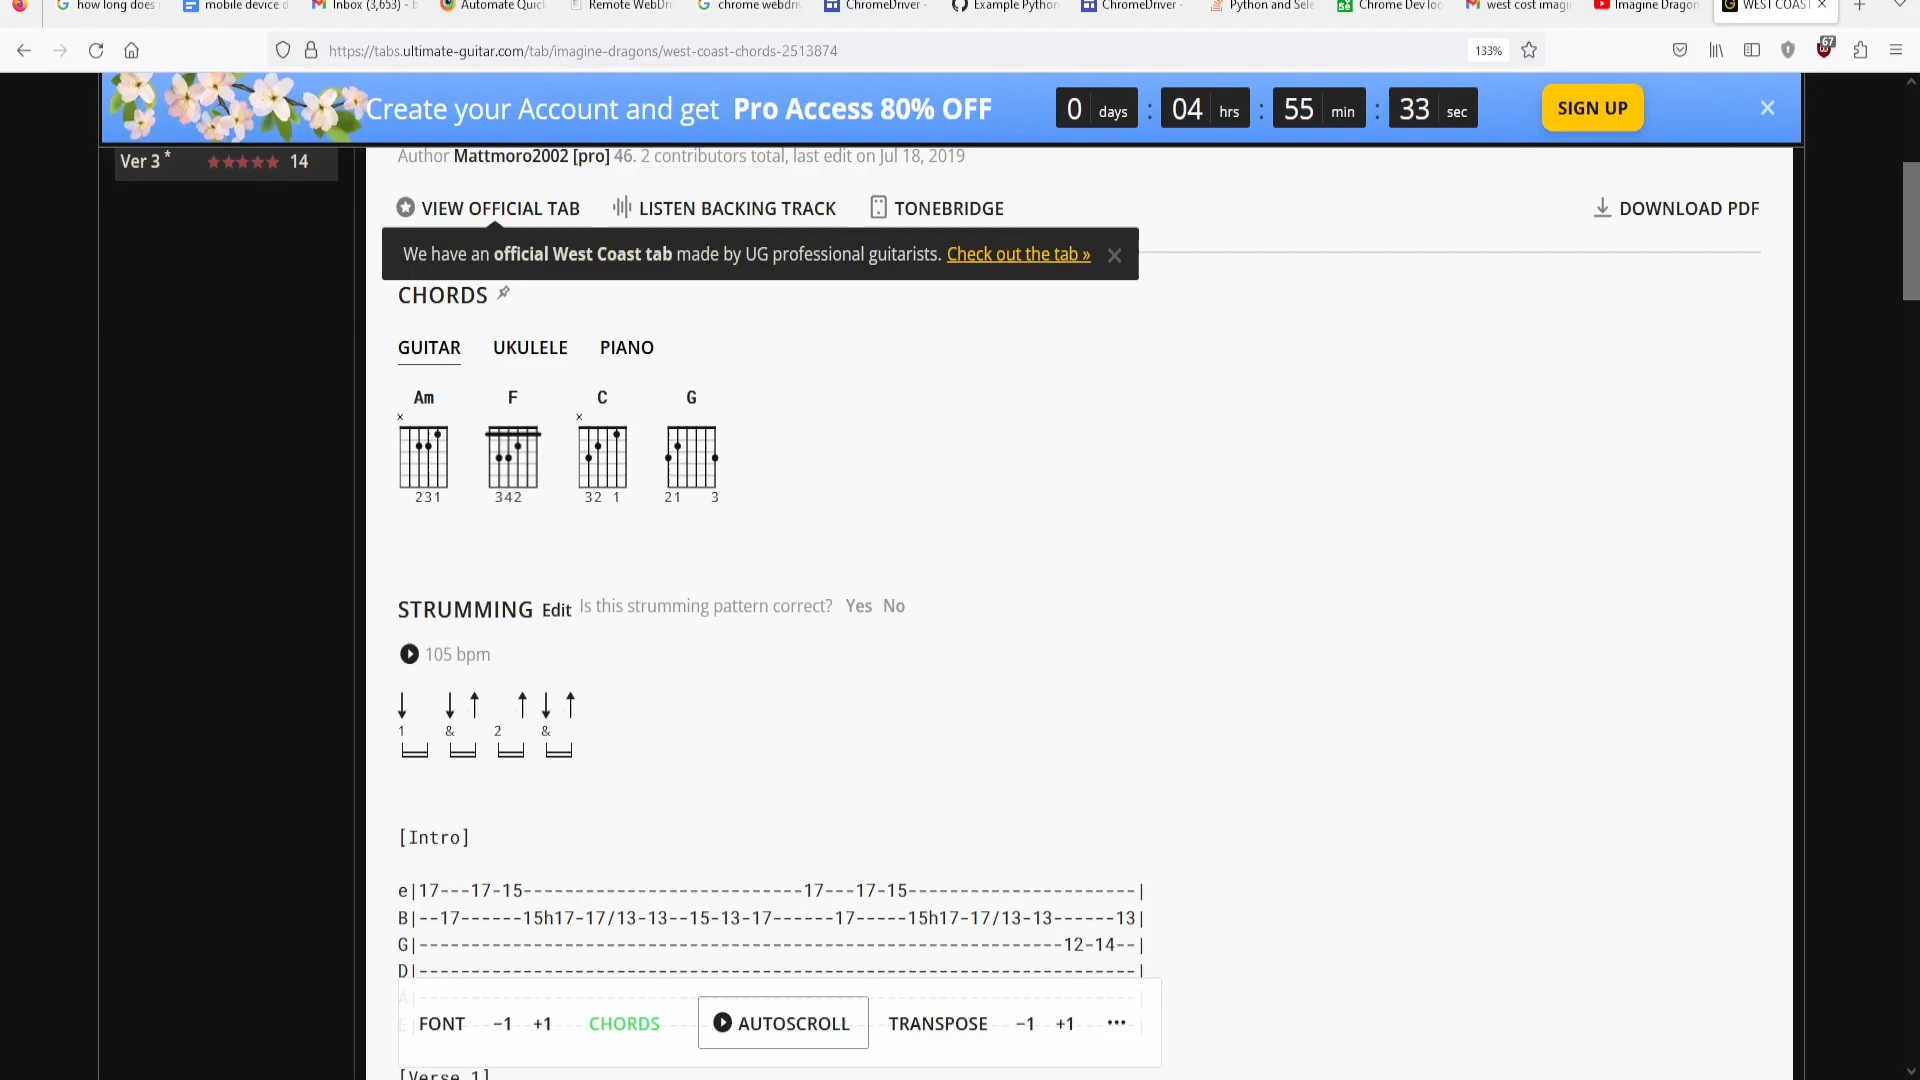 how long does
mobile device d
Inbox (3,653) - b
Automate Quick
Remote WebDri
chrome webdriv
ChromeDriver -
Example Python
ChromeDriver -
Python and Sele
Chrome DevToo
west cost imagi
Imagine Dragon
WEST COAST
https://tabs.ultimate-guitar.com/tab/imagine-dragons/west-coast-chords-2513874
133%
67
Create your Account and get Pro Access 80% OFF
0 days : 04 hrs : 55 min : 33 sec
SIGN UP
Ver 3 * 14
Author Mattmoro2002 [pro] 46. 2 contributors total, last edit on Jul 18, 2019
VIEW OFFICIAL TAB
LISTEN BACKING TRACK
TONEBRIDGE
DOWNLOAD PDF
We have an official West Coast tab made by UG professional guitarists. Check out the tab »
CHORDS
GUITAR UKULELE PIANO
Am F C G
x x
231 342 32 1 21 3
STRUMMING Edit Is this strumming pattern correct? Yes No
105 bpm
1 & 2 &
[Intro]
e|17---17-15---------------------------17---17-15----------------------|
B|--17------15h17-17/13-13--15-13-17------17-----15h17-17/13-13------13|
G|--------------------------------------------------------------12-14--|
D|---------------------------------------------------------------------|
A|---------------------------------------------------------------------|
E|
FONT -1 +1 CHORDS AUTOSCROLL TRANSPOSE -1 +1 ...
[Verse 1]